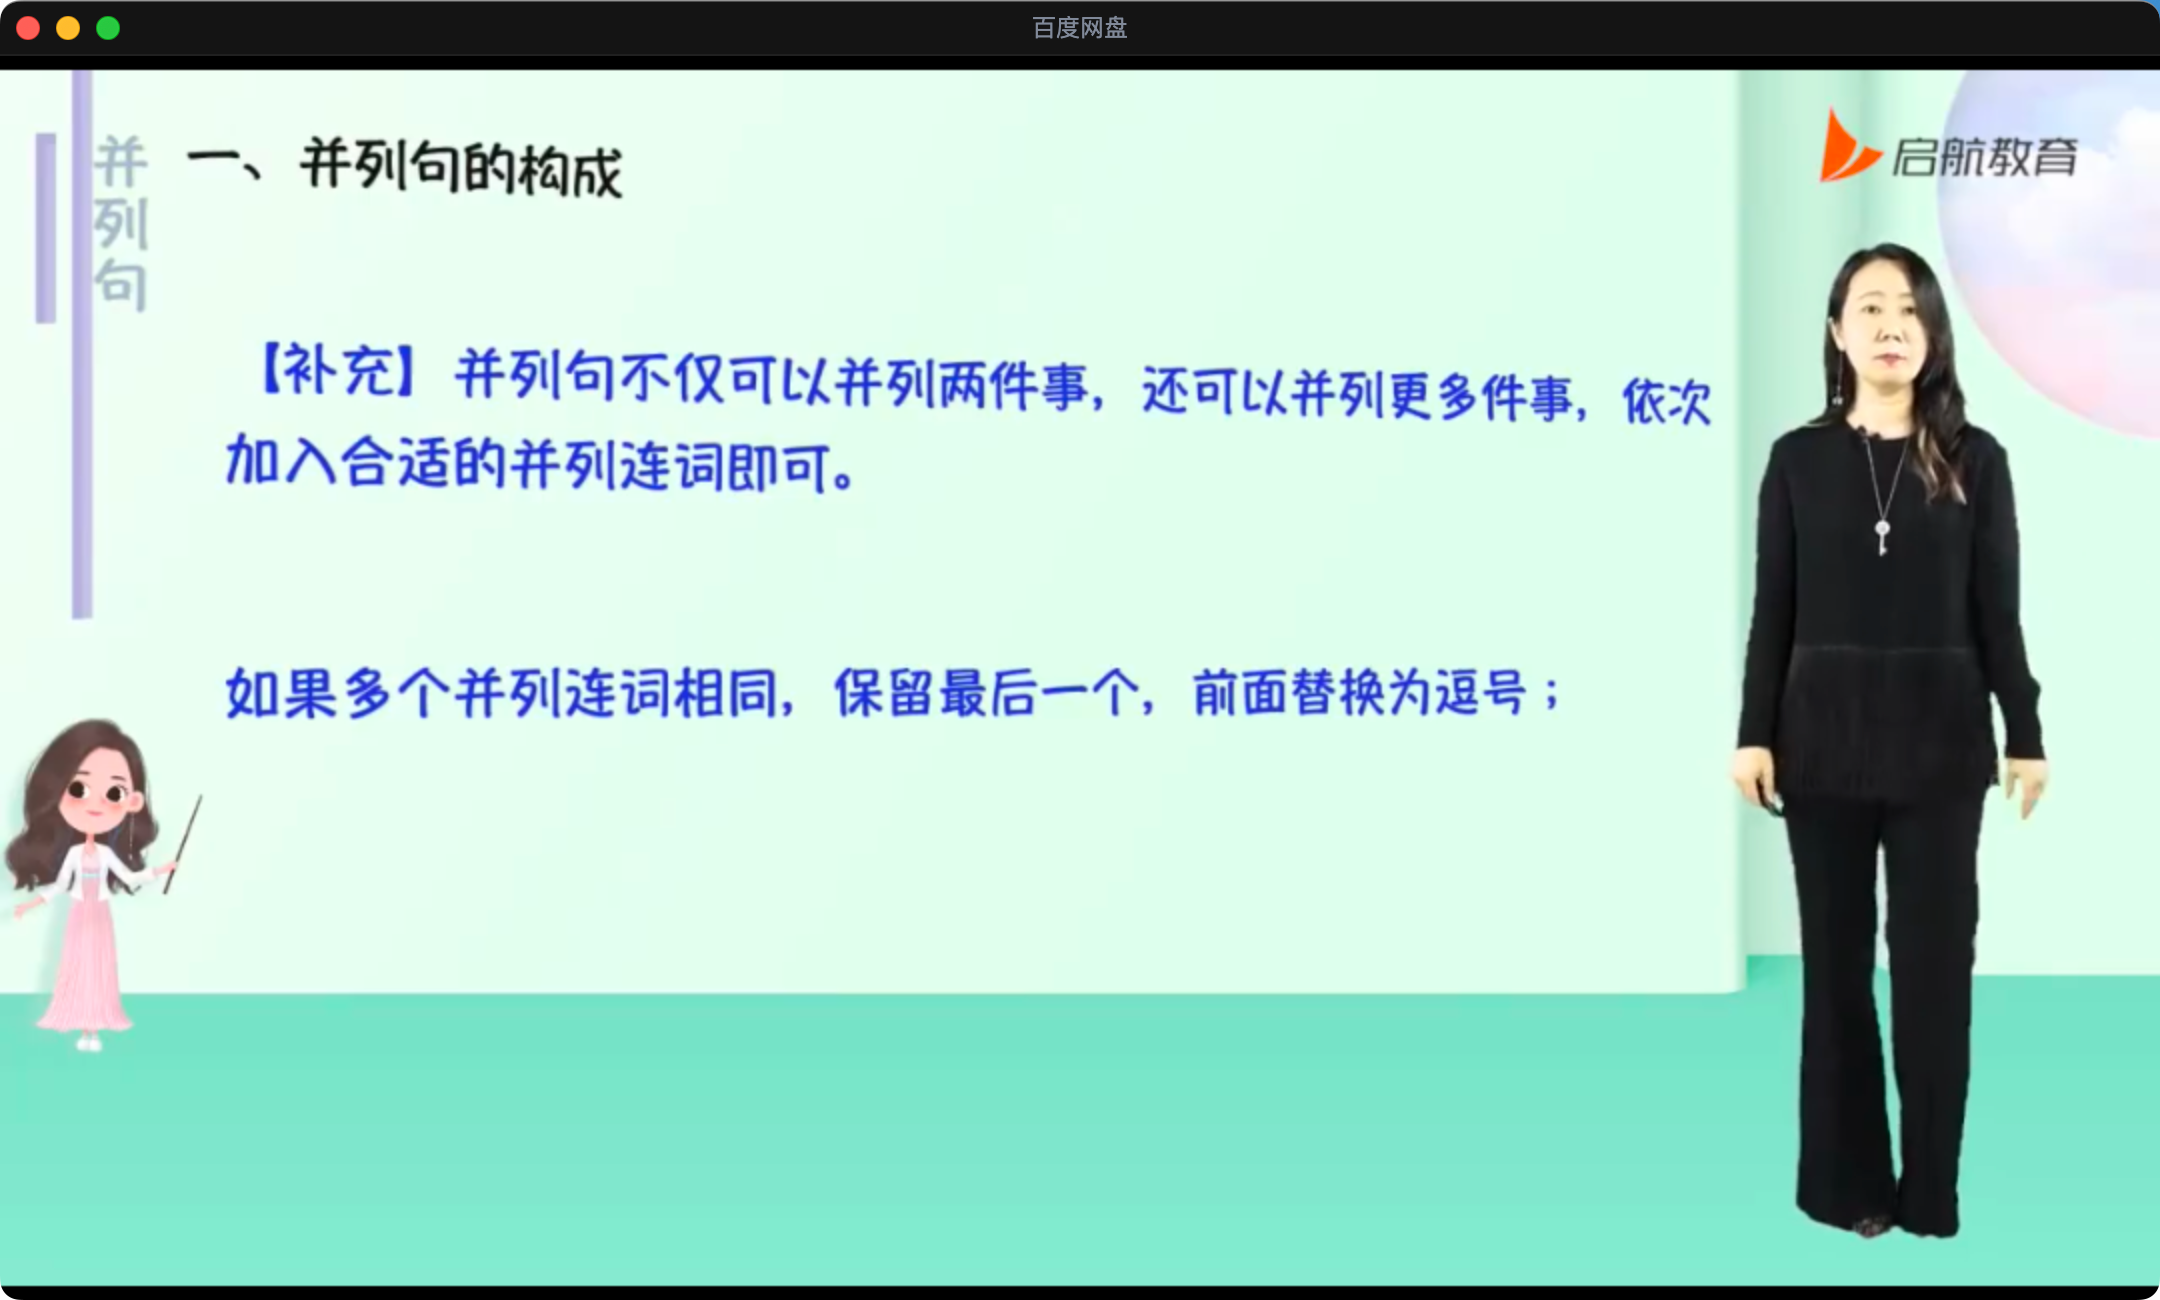 百度网盘
并列句
一、并列句的构成
启航教育
【补充】并列句不仅可以并列两件事，还可以并列更多件事，依次
加入合适的并列连词即可。
如果多个并列连词相同，保留最后一个，前面替换为逗号；